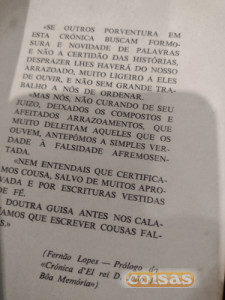 «SE OUTROS PORVENTURA EM
ESTA CRÓNICA BUSCAM FORMO-
SURA E NOVIDADE DE PALAVRAS
E NÃO A CERTIDÃO DAS HISTÓRIAS,
DESPRAZER LHES HAVERÁ DO NOSSO
ARRAZOADO, MUITO LIGEIRO A ELES
DE OUVIR, E NÃO SEM GRANDE TRA-
BALHO A NÓS DE ORDENAR.
«MAS NÓS, NÃO CURANDO DE SEU
JUIZO, DEIXADOS OS COMPOSTOS E
AFEITADOS ARRAZOAMENTOS, QUE
MUITO DELEITAM AQUELES QUE OS
OUVEM, ANTEPOMOS A SIMPLES VER-
DADE À FALSIDADE AFREMOSEN-
TADA.
«NEM ENTENDAIS QUE CERTIFICA-
MOS COUSA, SALVO DE MUITOS APRO-
VADA E POR ESCRITURAS VESTIDAS
DE FÉ.
DOUTRA GUISA ANTES NOS CALA-
AMOS QUE ESCREVER COUSAS FAL-
S.»
(Fernão Lopes — Prólogo da
«Crónica d'El rei D.
Bôa Memória»)
coisas